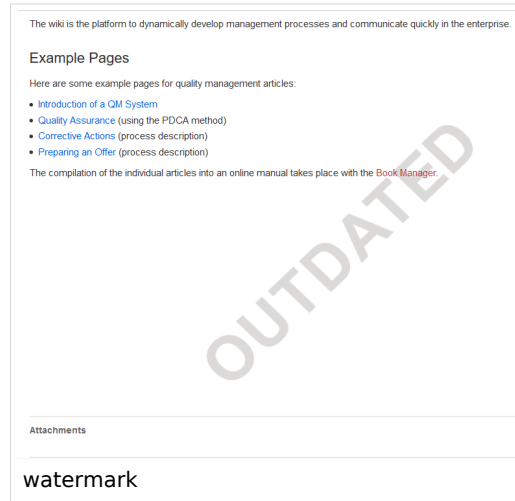 The wiki is the platform to dynamically develop management processes and communicate quickly in the enterprise.
Example Pages
Here are some example pages for quality management articles:
• Introduction of a QM System
• Quality Assurance (using the PDCA method)
• Corrective Actions (process description)
• Preparing an Offer (process description)
The compilation of the individual articles into an online manual takes place with the Book Manager.
OUTDATED
Attachments
watermark